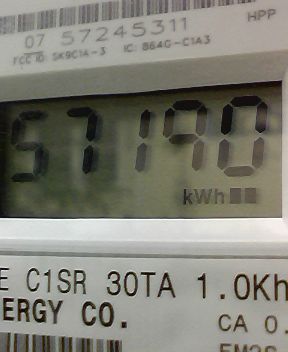 HPP
07 57245311
FCC ID: SK9C1A-3 IC: 864G-C1A3
57190
kWh
E C1SR 30TA 1.0Kh
ERGY CO.
CA 0.